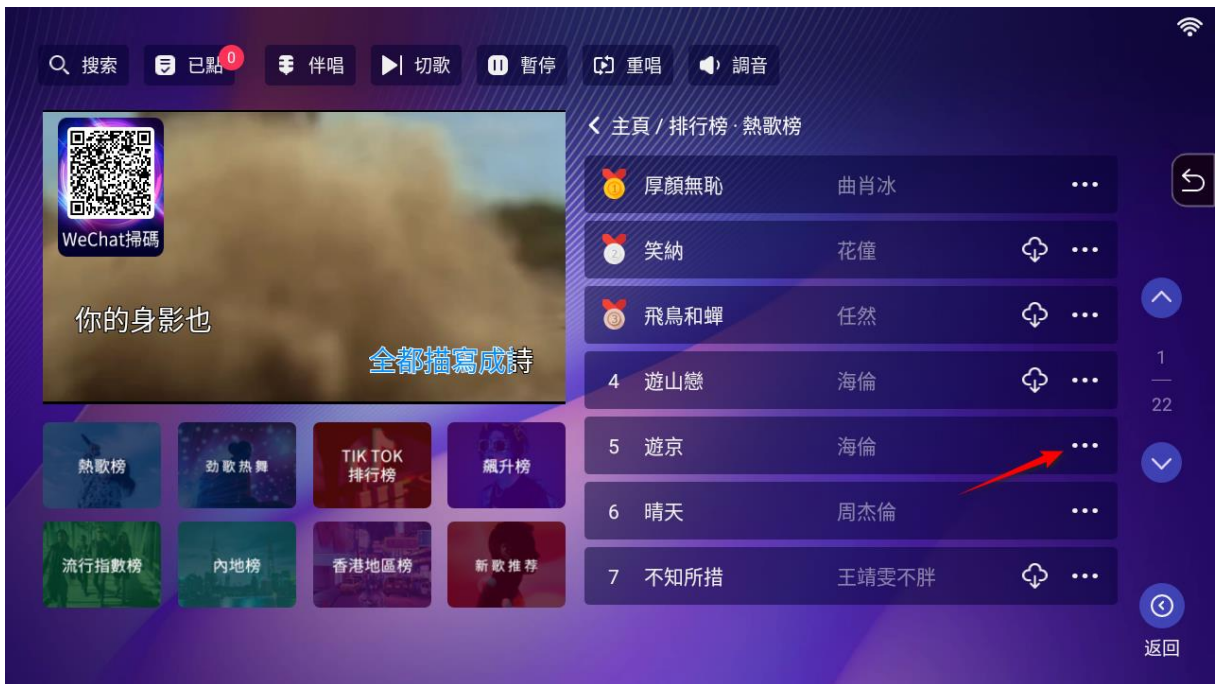 搜索
已點
0
伴唱
切歌
暫停
重唱
調音
WeChat掃碼
你的身影也
全都描寫成詩
熱歌榜
劲歌热舞
TIK TOK
排行榜
飆升榜
流行指數榜
內地榜
香港地區榜
新歌推荐
主頁 / 排行榜 · 熱歌榜
1 厚顏無恥 曲肖冰
2 笑納 花僮
3 飛鳥和蟬 任然
4 遊山戀 海倫
5 遊京 海倫
6 晴天 周杰倫
7 不知所措 王靖雯不胖
1
22
返回